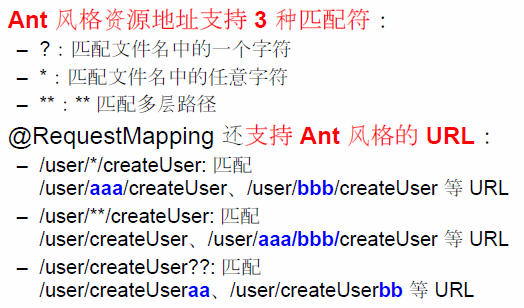 Ant 风格资源地址支持 3 种匹配符：
– ?：匹配文件名中的一个字符
– *：匹配文件名中的任意字符
– **：** 匹配多层路径
@RequestMapping 还支持 Ant 风格的 URL：
– /user/*/createUser: 匹配
/user/aaa/createUser、/user/bbb/createUser 等 URL
– /user/**/createUser: 匹配
/user/createUser、/user/aaa/bbb/createUser 等 URL
– /user/createUser??: 匹配
/user/createUseraa、/user/createUserbb 等 URL